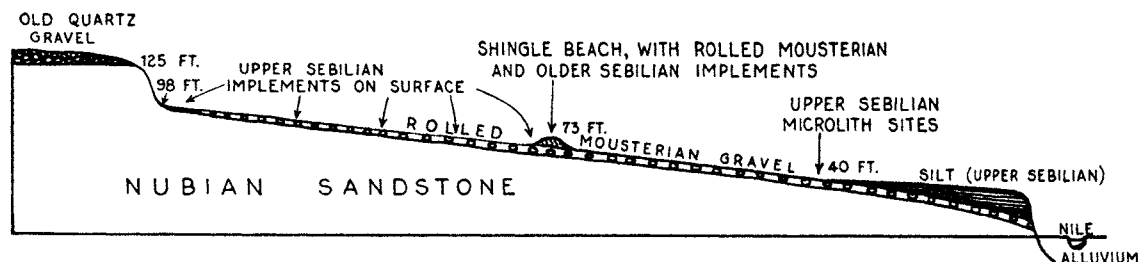 OLD QUARTZ
GRAVEL
125 FT.
98 FT.
UPPER SEBILIAN
IMPLEMENTS ON SURFACE
SHINGLE BEACH, WITH ROLLED MOUSTERIAN
AND OLDER SEBILIAN IMPLEMENTS
73 FT.
UPPER SEBILIAN
MICROLITH SITES
ROLLED MOUSTERIAN GRAVEL
40 FT.
SILT (UPPER SEBILIAN)
NUBIAN SANDSTONE
NILE
ALLUVIUM